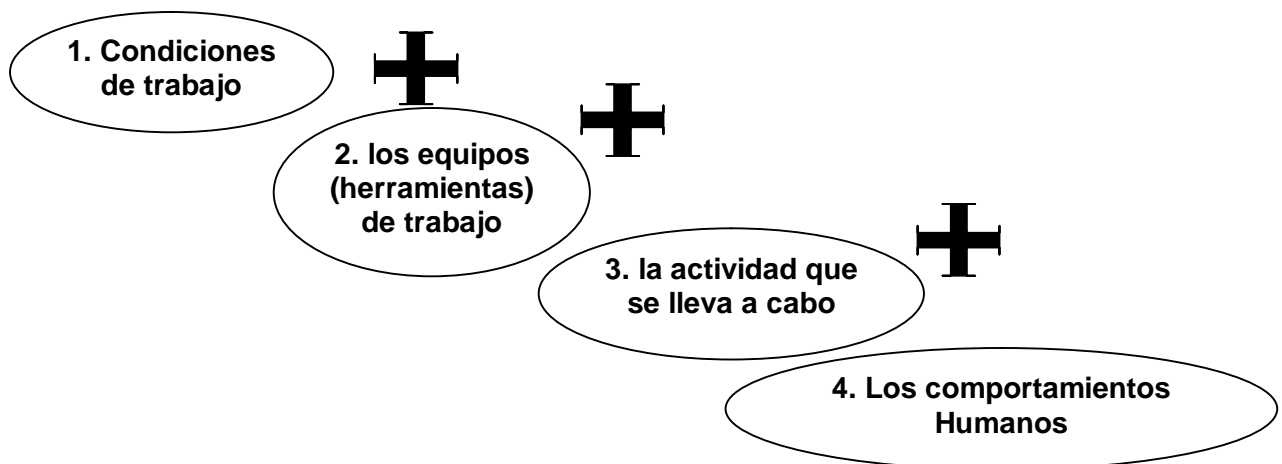 1. Condiciones
de trabajo
2. los equipos
(herramientas)
de trabajo
3. la actividad que
se lleva a cabo
4. Los comportamientos
Humanos